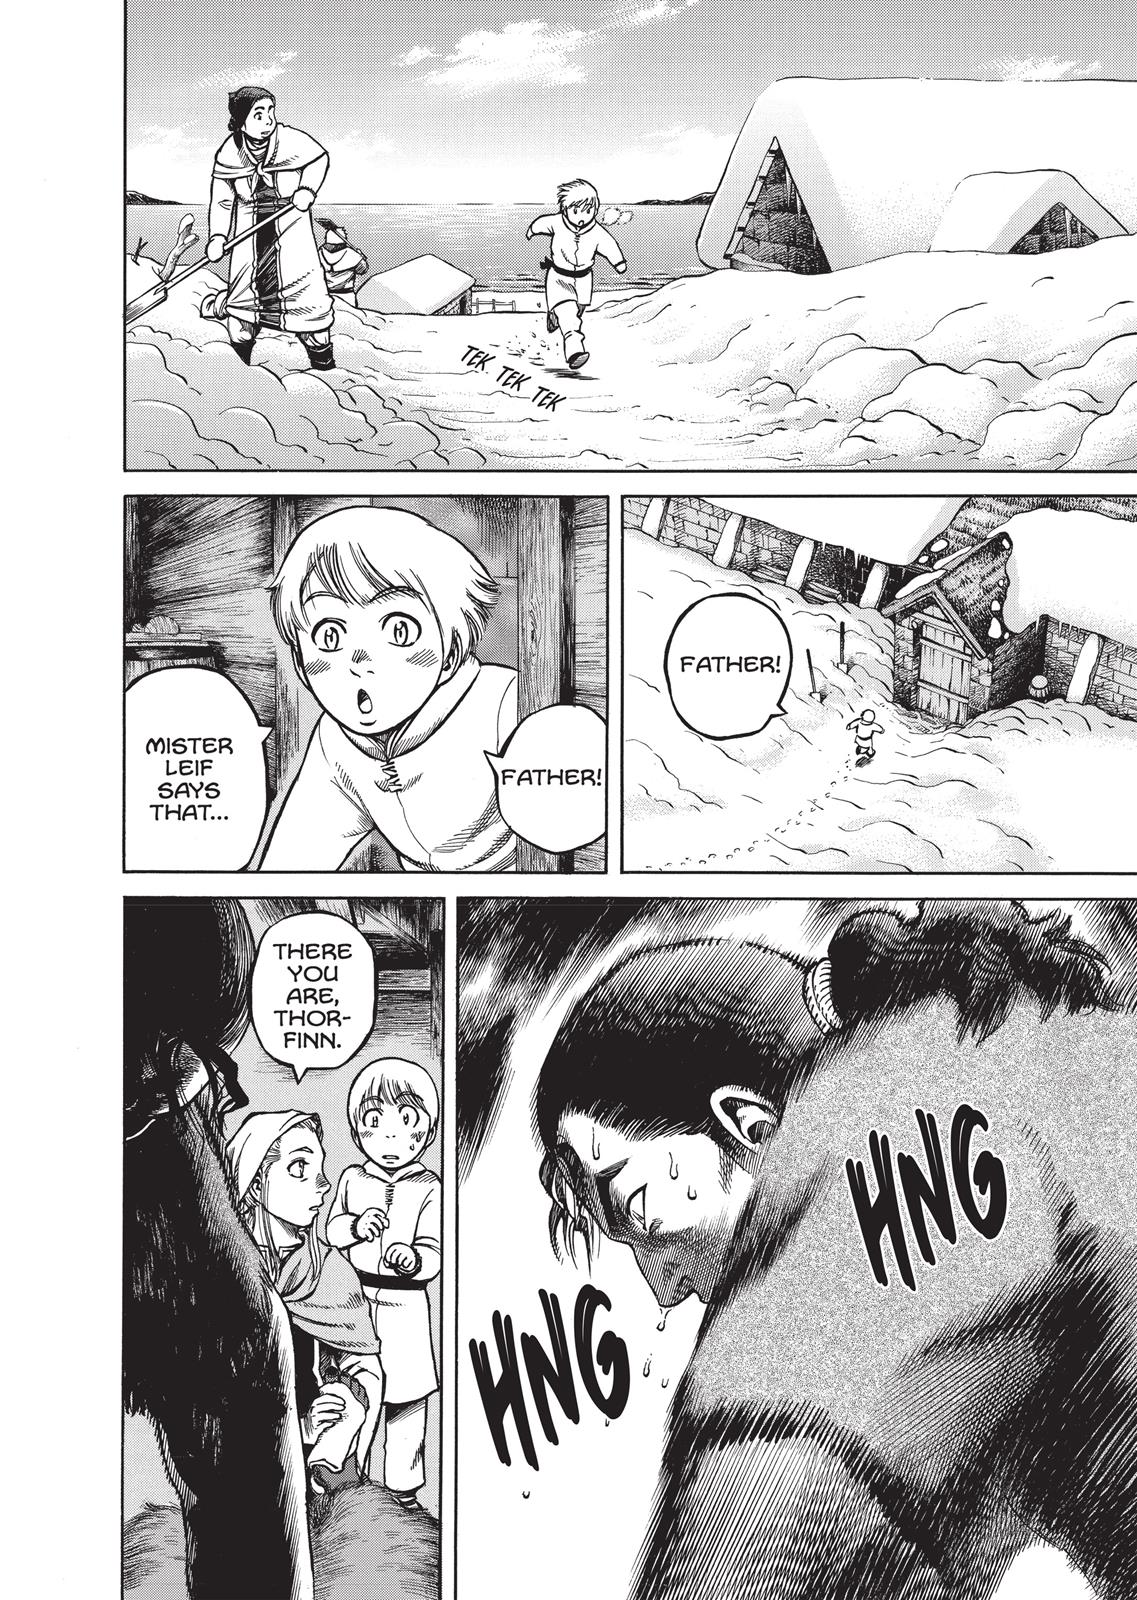 TEK TEK TEK
FATHER!
FATHER!
MISTER
LEIF
SAYS
THAT...
HNG
HNG
THERE
YOU
ARE,
THOR-
FINN.